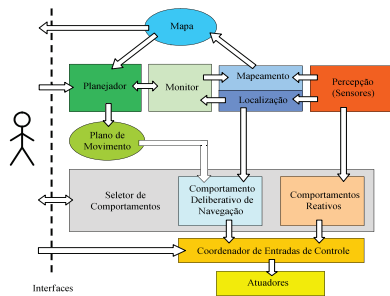 Mapa
Planejador
Monitor
Mapeamento
Localização
Percepção
(Sensores)
Plano de
Movimento
Seletor de
Comportamentos
Comportamento
Deliberativo de
Navegação
Comportamentos
Reativos
Coordenador de Entradas de Controle
Atuadores
Interfaces